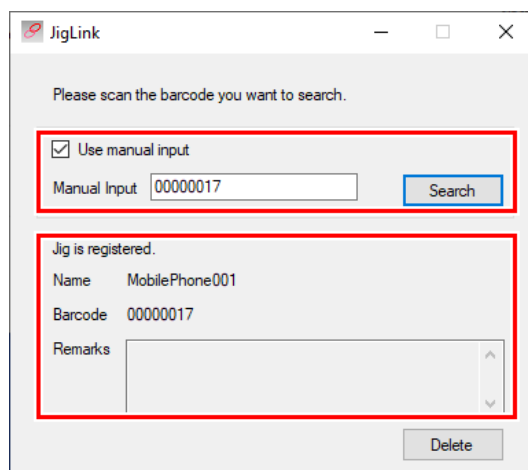 JigLink
Please scan the barcode you want to search.
Use manual input
Manual Input 00000017 Search
Jig is registered.
Name MobilePhone001
Barcode 00000017
Remarks
Delete